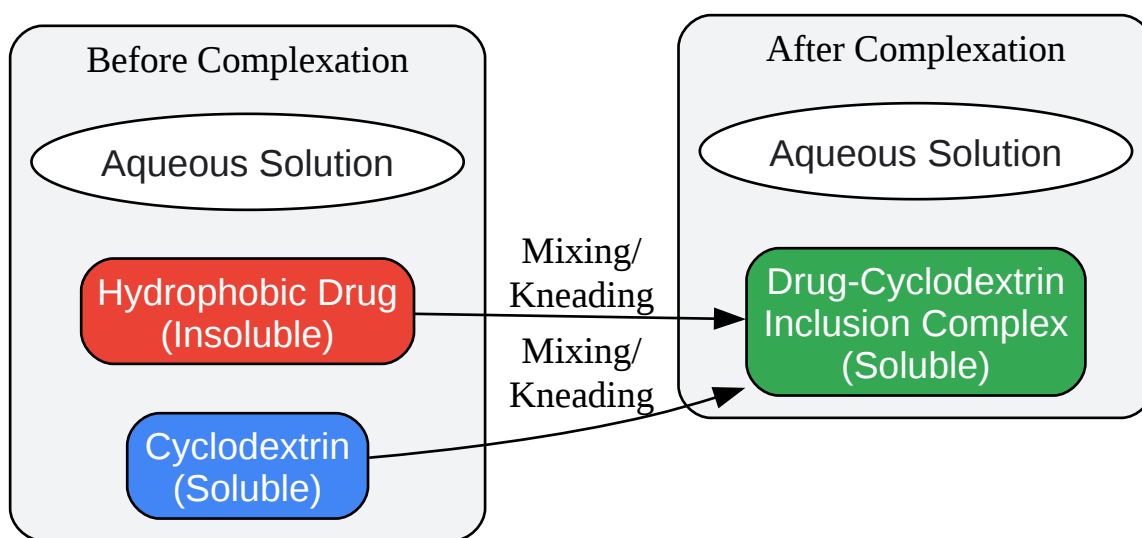 Before Complexation
Aqueous Solution
Hydrophobic Drug
(Insoluble)
Cyclodextrin
(Soluble)
Mixing/
Kneading
Mixing/
Kneading
After Complexation
Aqueous Solution
Drug-Cyclodextrin
Inclusion Complex
(Soluble)